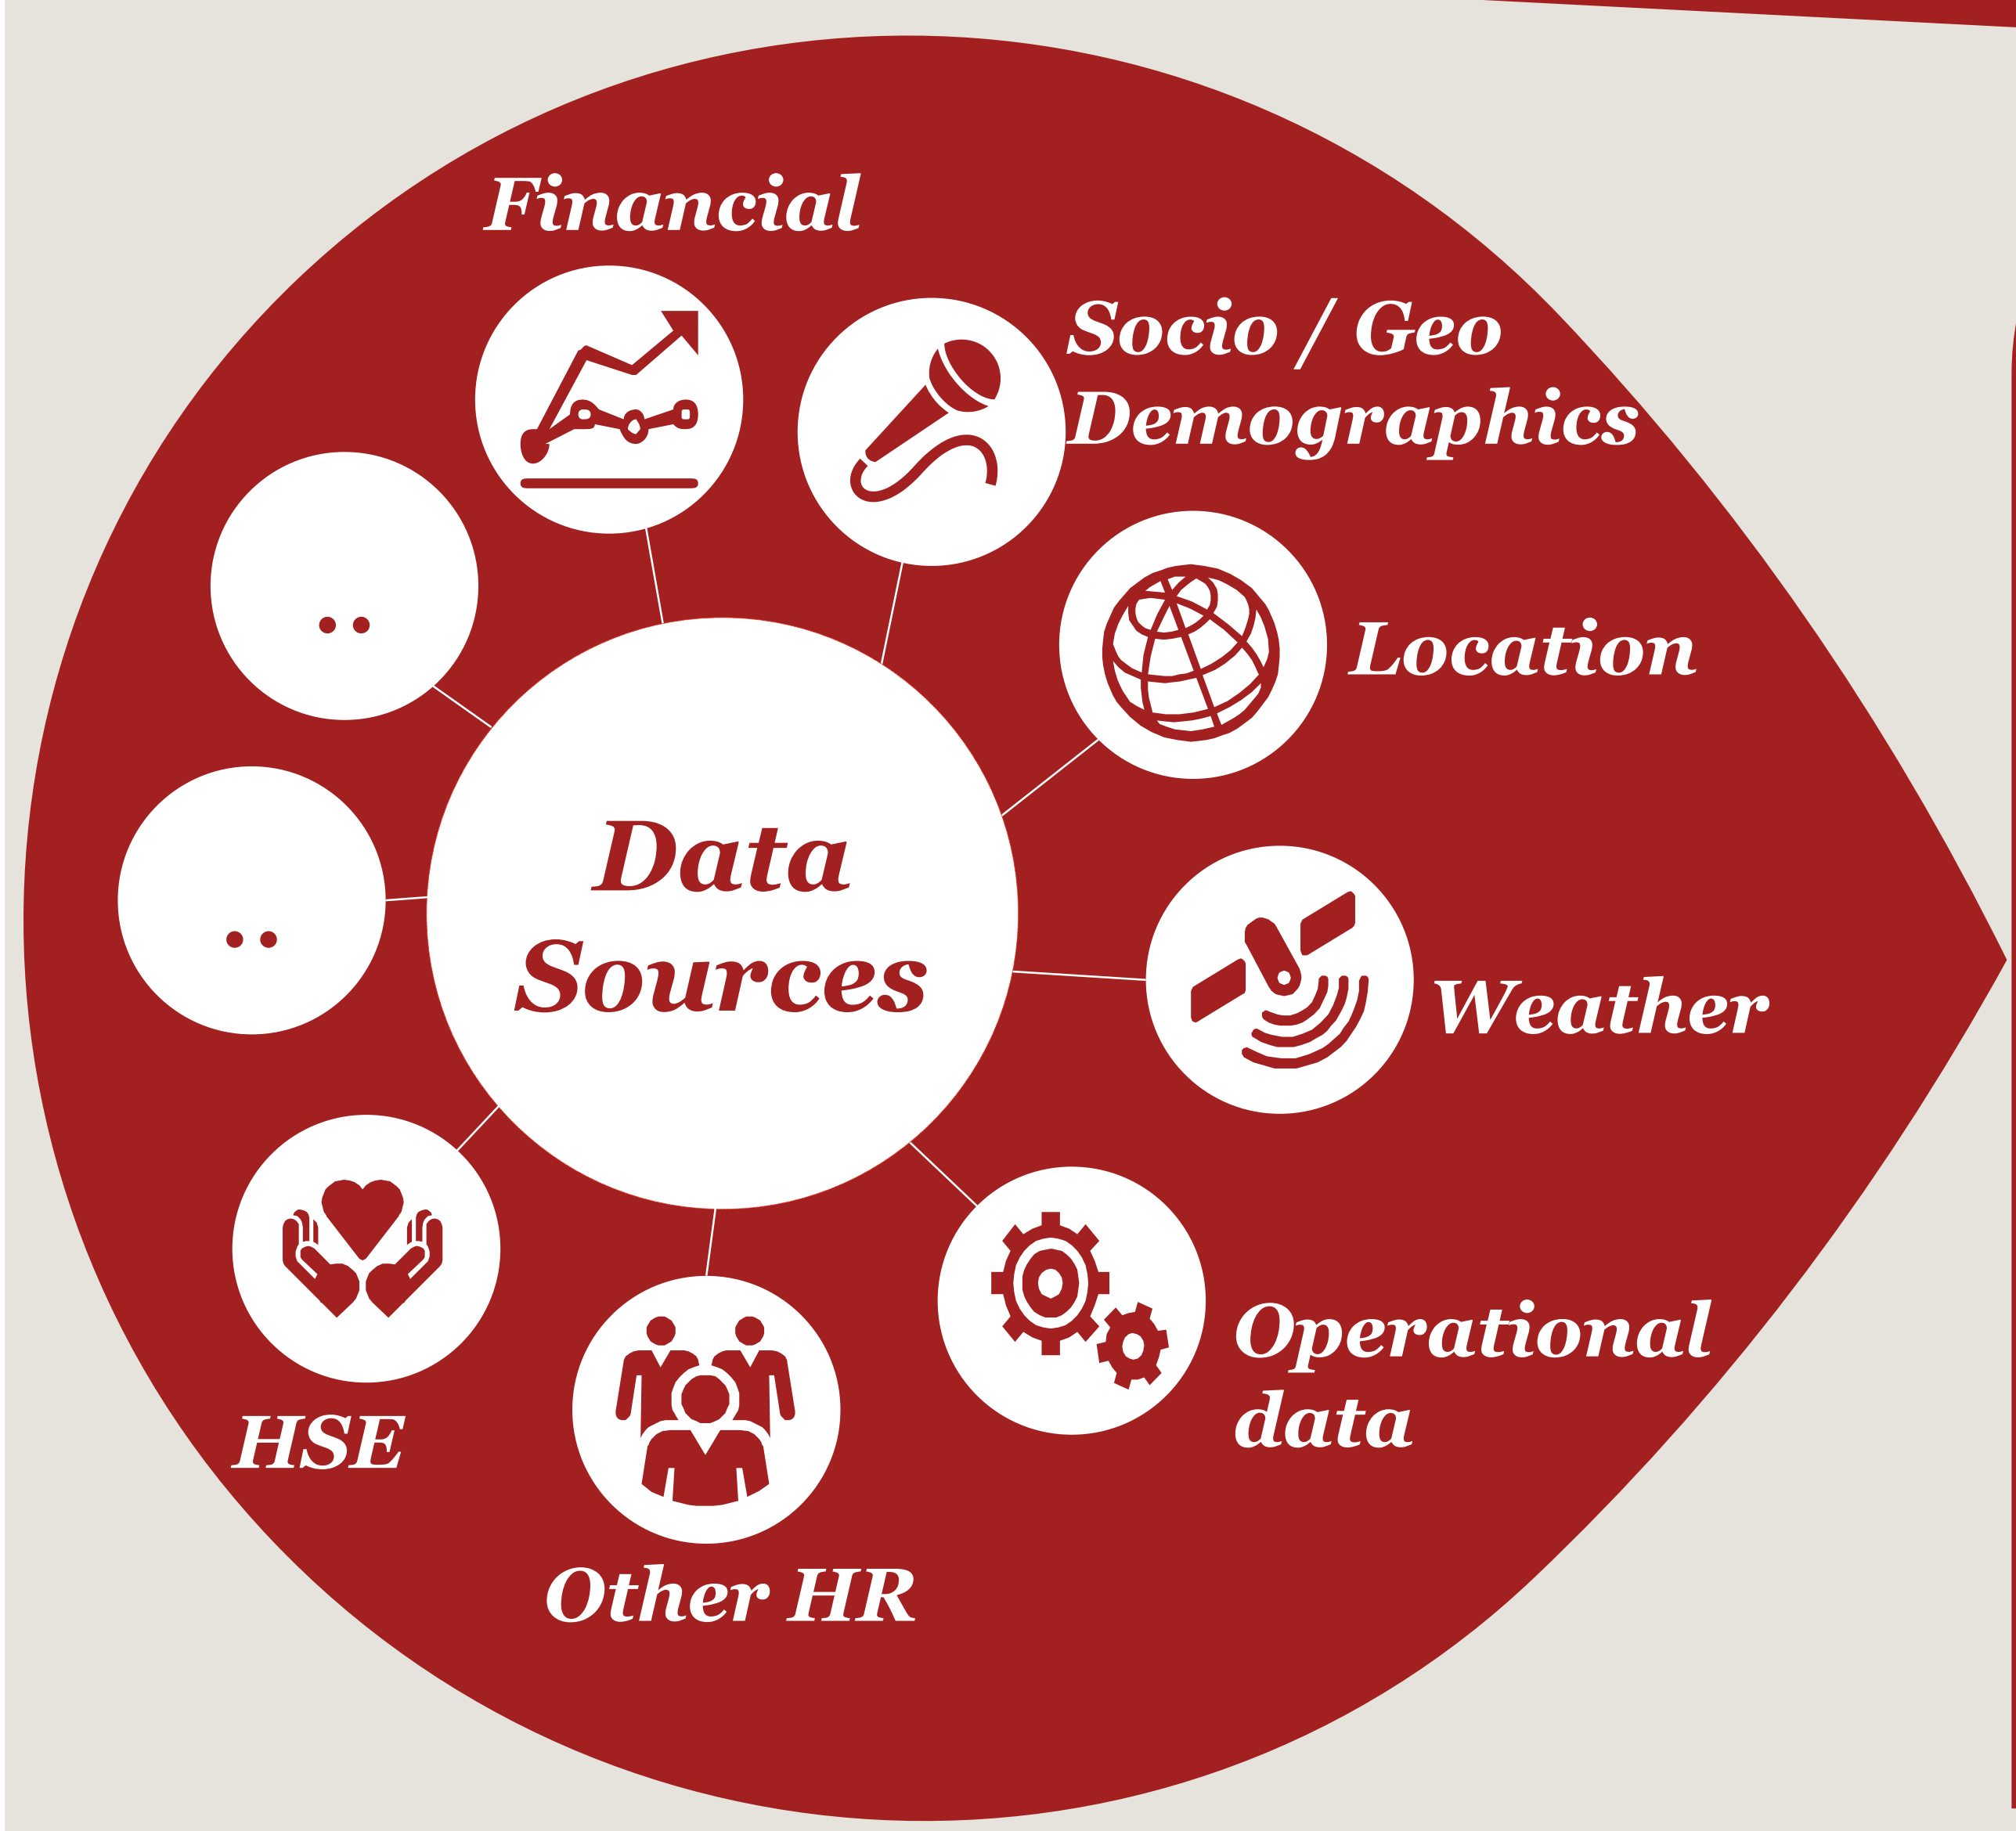 Financial
Socio / Geo
Demographics
Location
Data
Sources
..
..
Weather
Operational
data
HSE
Other HR